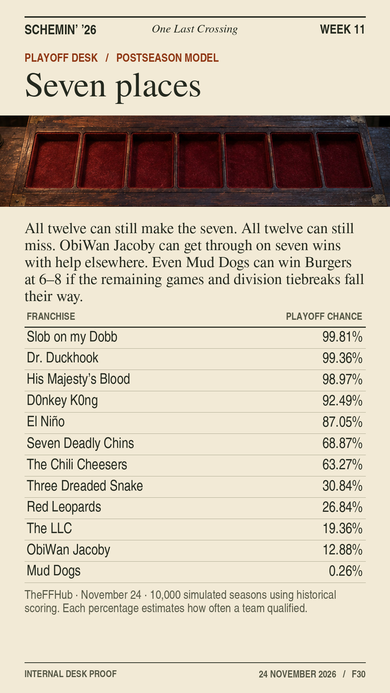 SCHEMIN’ ’26 One Last Crossing WEEK 11
PLAYOFF DESK / POSTSEASON MODEL
Seven places
All twelve can still make the seven. All twelve can still
miss. ObiWan Jacoby can get through on seven wins
with help elsewhere. Even Mud Dogs can win Burgers
at 6–8 if the remaining games and division tiebreaks fall
their way.
FRANCHISE PLAYOFF CHANCE
Slob on my Dobb 99.81%
Dr. Duckhook 99.36%
His Majesty’s Blood 98.97%
D0nkey K0ng 92.49%
El Niño 87.05%
Seven Deadly Chins 68.87%
The Chili Cheesers 63.27%
Three Dreaded Snake 30.84%
Red Leopards 26.84%
The LLC 19.36%
ObiWan Jacoby 12.88%
Mud Dogs 0.26%
TheFFHub · November 24 · 10,000 simulated seasons using historical
scoring. Each percentage estimates how often a team qualified.
INTERNAL DESK PROOF 24 NOVEMBER 2026 / F30